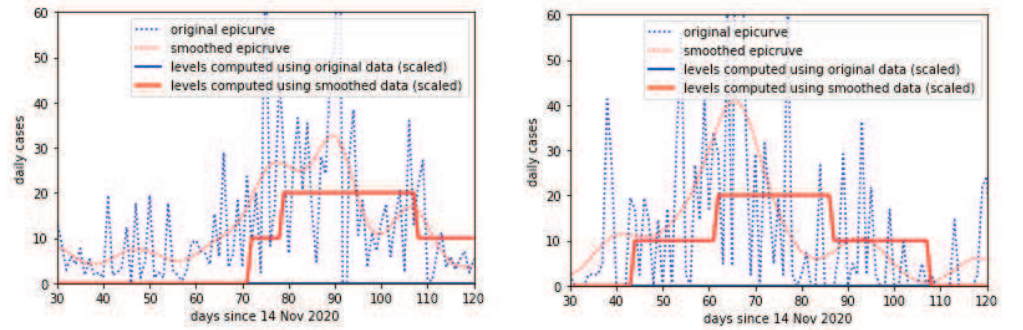 60
50
40
30
20
10
0
daily cases
original epicurve
smoothed epicruve
levels computed using original data (scaled)
levels computed using smoothed data (scaled)
30 40 50 60 70 80 90 100 110 120
days since 14 Nov 2020
60
50
40
30
20
10
0
daily cases
original epicurve
smoothed epicruve
levels computed using original data (scaled)
levels computed using smoothed data (scaled)
30 40 50 60 70 80 90 100 110 120
days since 14 Nov 2020